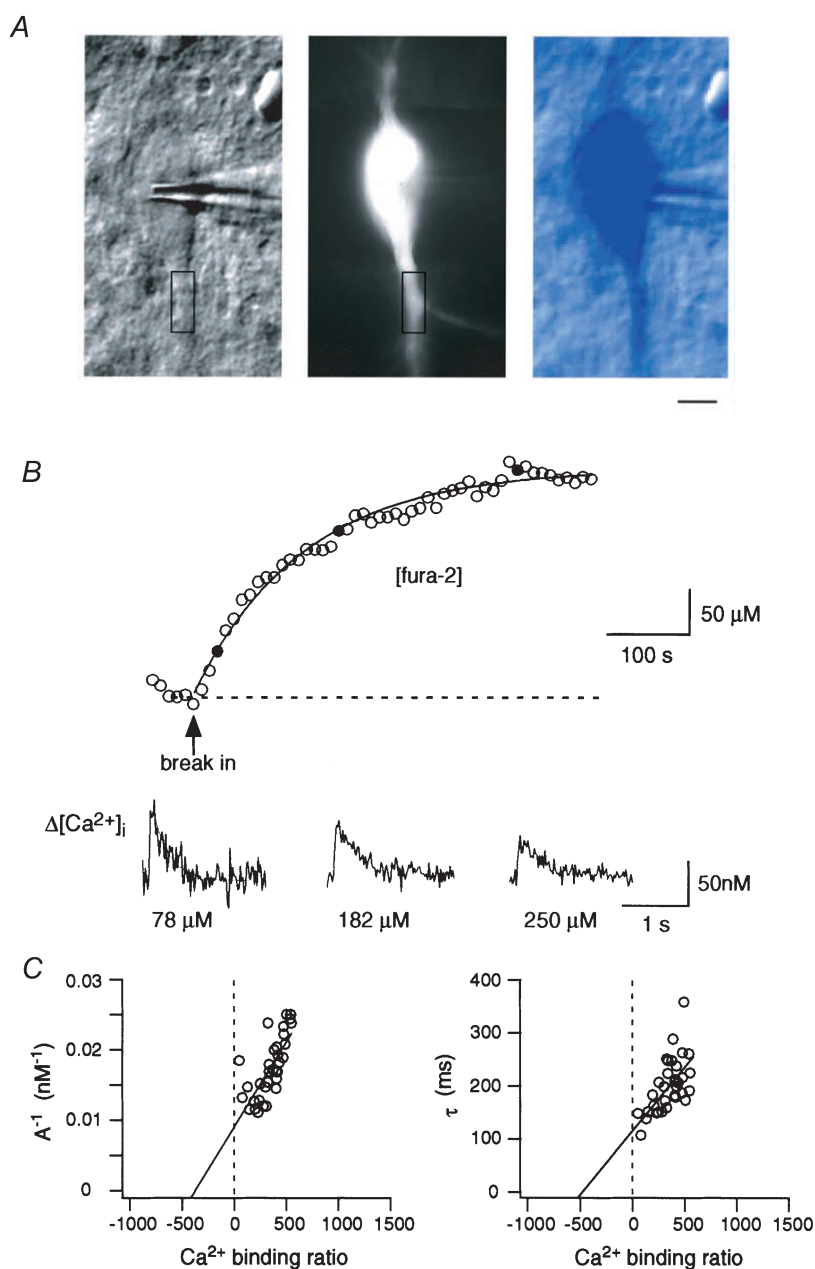 A
B
[fura-2]
50 μM
100 s
break in
Δ[Ca²⁺]ᵢ
78 μM
182 μM
250 μM
50nM
1 s
C
0.03
0.02
0.01
0
A⁻¹ (nM⁻¹)
-1000 -500 0 500 1000 1500
Ca²⁺ binding ratio
400
300
200
100
0
τ (ms)
-1000 -500 0 500 1000 1500
Ca²⁺ binding ratio